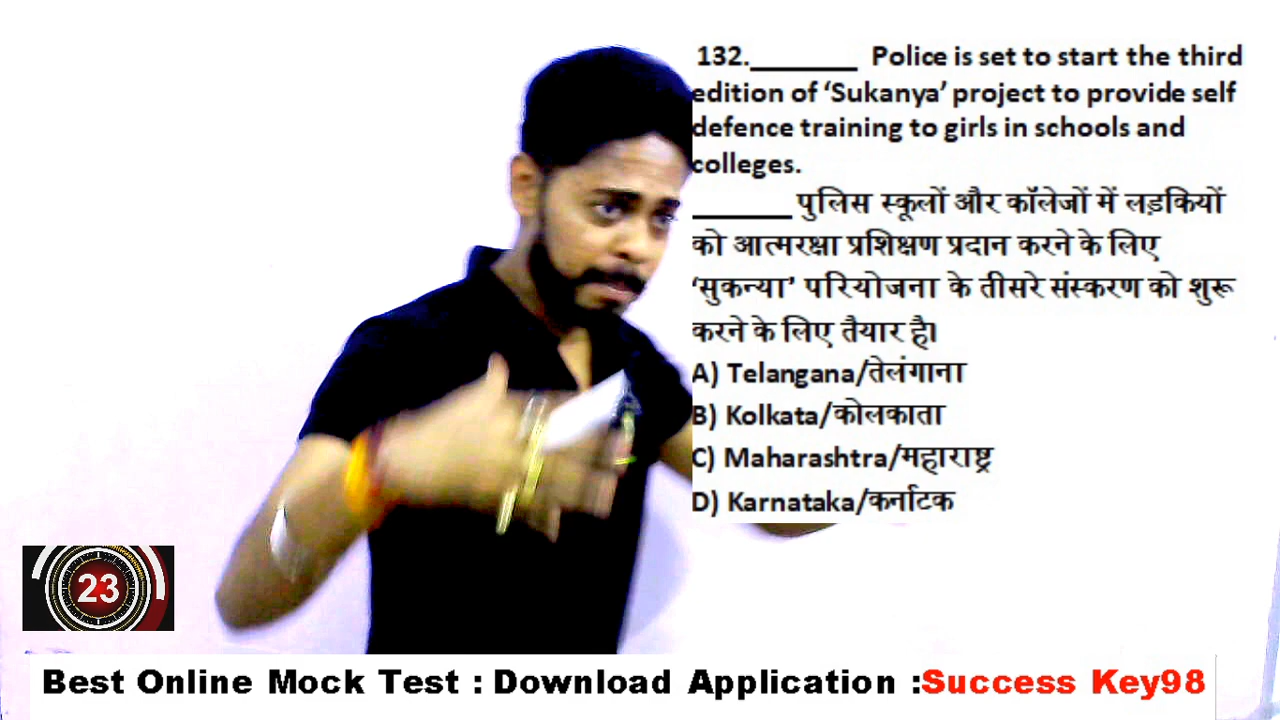 132._______ Police is set to start the third
edition of ‘Sukanya’ project to provide self
defence training to girls in schools and
colleges.
_______ पुलिस स्कूलों और कॉलेजों में लड़कियों
को आत्मरक्षा प्रशिक्षण प्रदान करने के लिए
‘सुकन्या’ परियोजना के तीसरे संस्करण को शुरू
करने के लिए तैयार है।
A) Telangana/तेलंगाना
B) Kolkata/कोलकाता
C) Maharashtra/महाराष्ट्र
D) Karnataka/कर्नाटक
23
Best Online Mock Test : Download Application :Success Key98